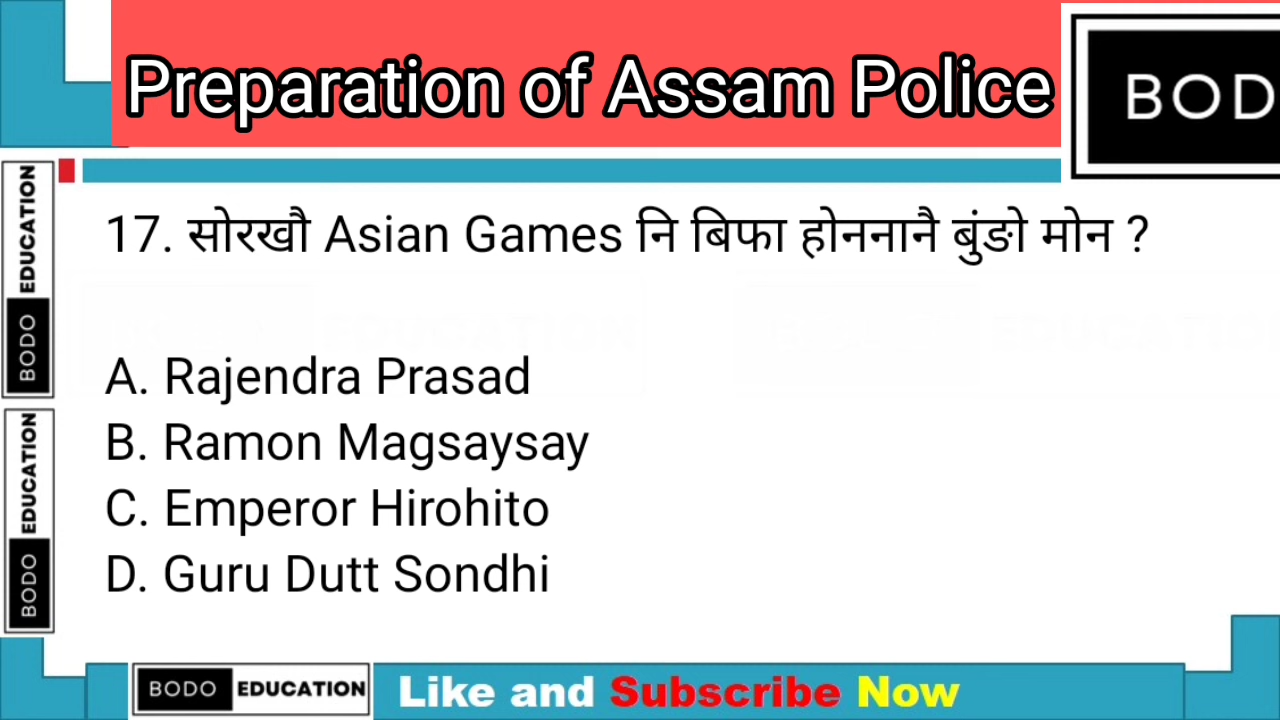 Preparation of Assam Police
BOD
EDUCATION
BODO
EDUCATION
BODO
17. सोरखौ Asian Games नि बिफा होननानै बुंङो मोन ?
A. Rajendra Prasad
B. Ramon Magsaysay
C. Emperor Hirohito
D. Guru Dutt Sondhi
BODO EDUCATION Like and Subscribe Now